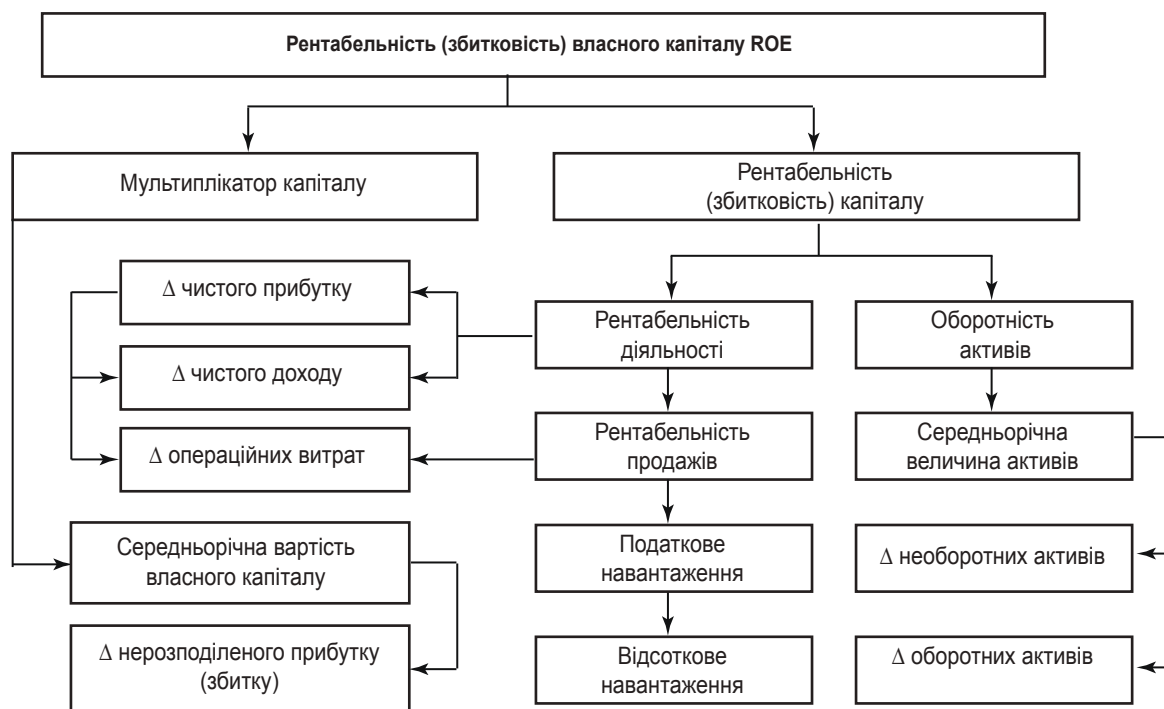 Рентабельність (збитковість) власного капіталу ROE
Мультиплікатор капіталу
Рентабельність
(збитковість) капіталу
Δ чистого прибутку
Рентабельність
діяльності
Оборотність
активів
Δ чистого доходу
Δ операційних витрат
Рентабельність
продажів
Середньорічна
величина активів
Середньорічна вартість
власного капіталу
Податкове
навантаження
Δ необоротних активів
Δ нерозподіленого прибутку
(збитку)
Відсоткове
навантаження
Δ оборотних активів